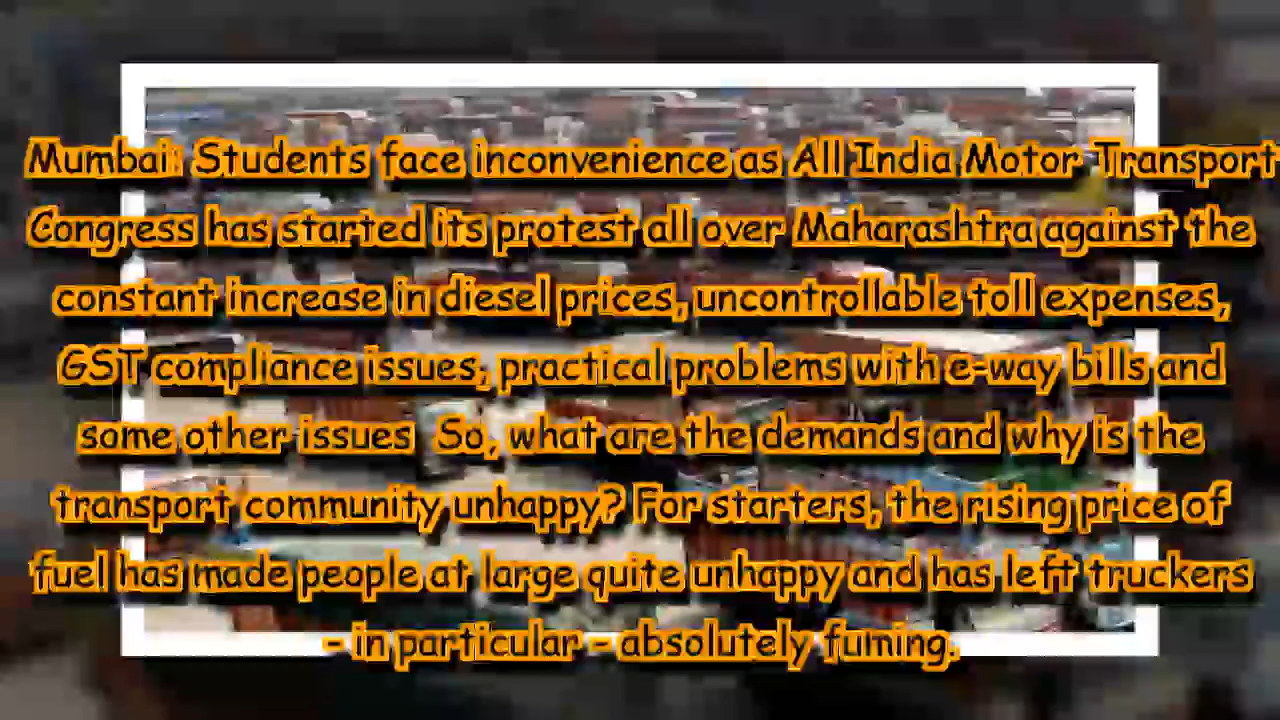 Mumbai: Students face inconvenience as All India Motor Transport
Congress has started its protest all over Maharashtra against the
constant increase in diesel prices, uncontrollable toll expenses,
GST compliance issues, practical problems with e-way bills and
some other issues So, what are the demands and why is the
transport community unhappy? For starters, the rising price of
fuel has made people at large quite unhappy and has left truckers
- in particular - absolutely fuming.